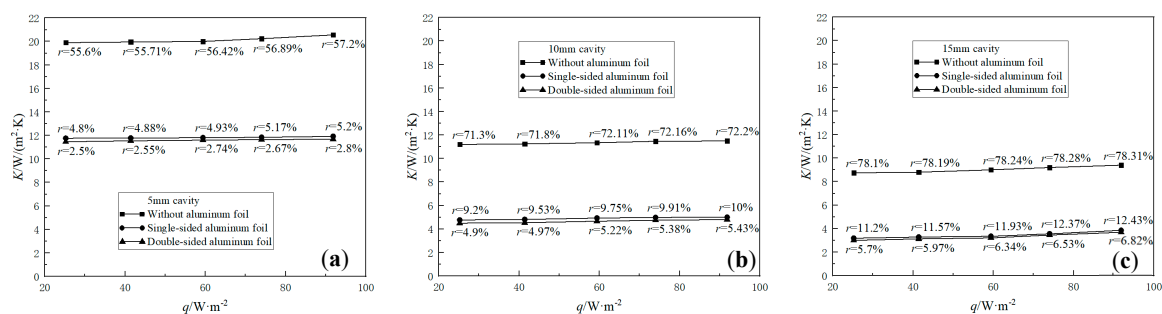 K/W/(m²·K)
22
20
18
16
14
12
10
8
6
4
2
0
r=55.6%
r=55.71%
r=56.42%
r=56.89%
r=57.2%
r=4.8%
r=4.88%
r=4.93%
r=5.17%
r=5.2%
r=2.5%
r=2.55%
r=2.74%
r=2.67%
r=2.8%
5mm cavity
Without aluminum foil
Single-sided aluminum foil
Double-sided aluminum foil
(a)
20 40 60 80 100
q/W·m⁻²
K/W/(m²·K)
22
20
18
16
14
12
10
8
6
4
2
0
10mm cavity
Without aluminum foil
Single-sided aluminum foil
Double-sided aluminum foil
r=71.3%
r=71.8%
r=72.11%
r=72.16%
r=72.2%
r=9.2%
r=9.53%
r=9.75%
r=9.91%
r=10%
r=4.9%
r=4.97%
r=5.22%
r=5.38%
r=5.43%
(b)
20 40 60 80 100
q/W·m⁻²
K/W/(m²·K)
22
20
18
16
14
12
10
8
6
4
2
0
15mm cavity
Without aluminum foil
Single-sided aluminum foil
Double-sided aluminum foil
r=78.1%
r=78.19%
r=78.24%
r=78.28%
r=78.31%
r=11.2%
r=11.57%
r=11.93%
r=12.37%
r=12.43%
r=5.7%
r=5.97%
r=6.34%
r=6.53%
r=6.82%
(c)
20 40 60 80 100
q/W·m⁻²